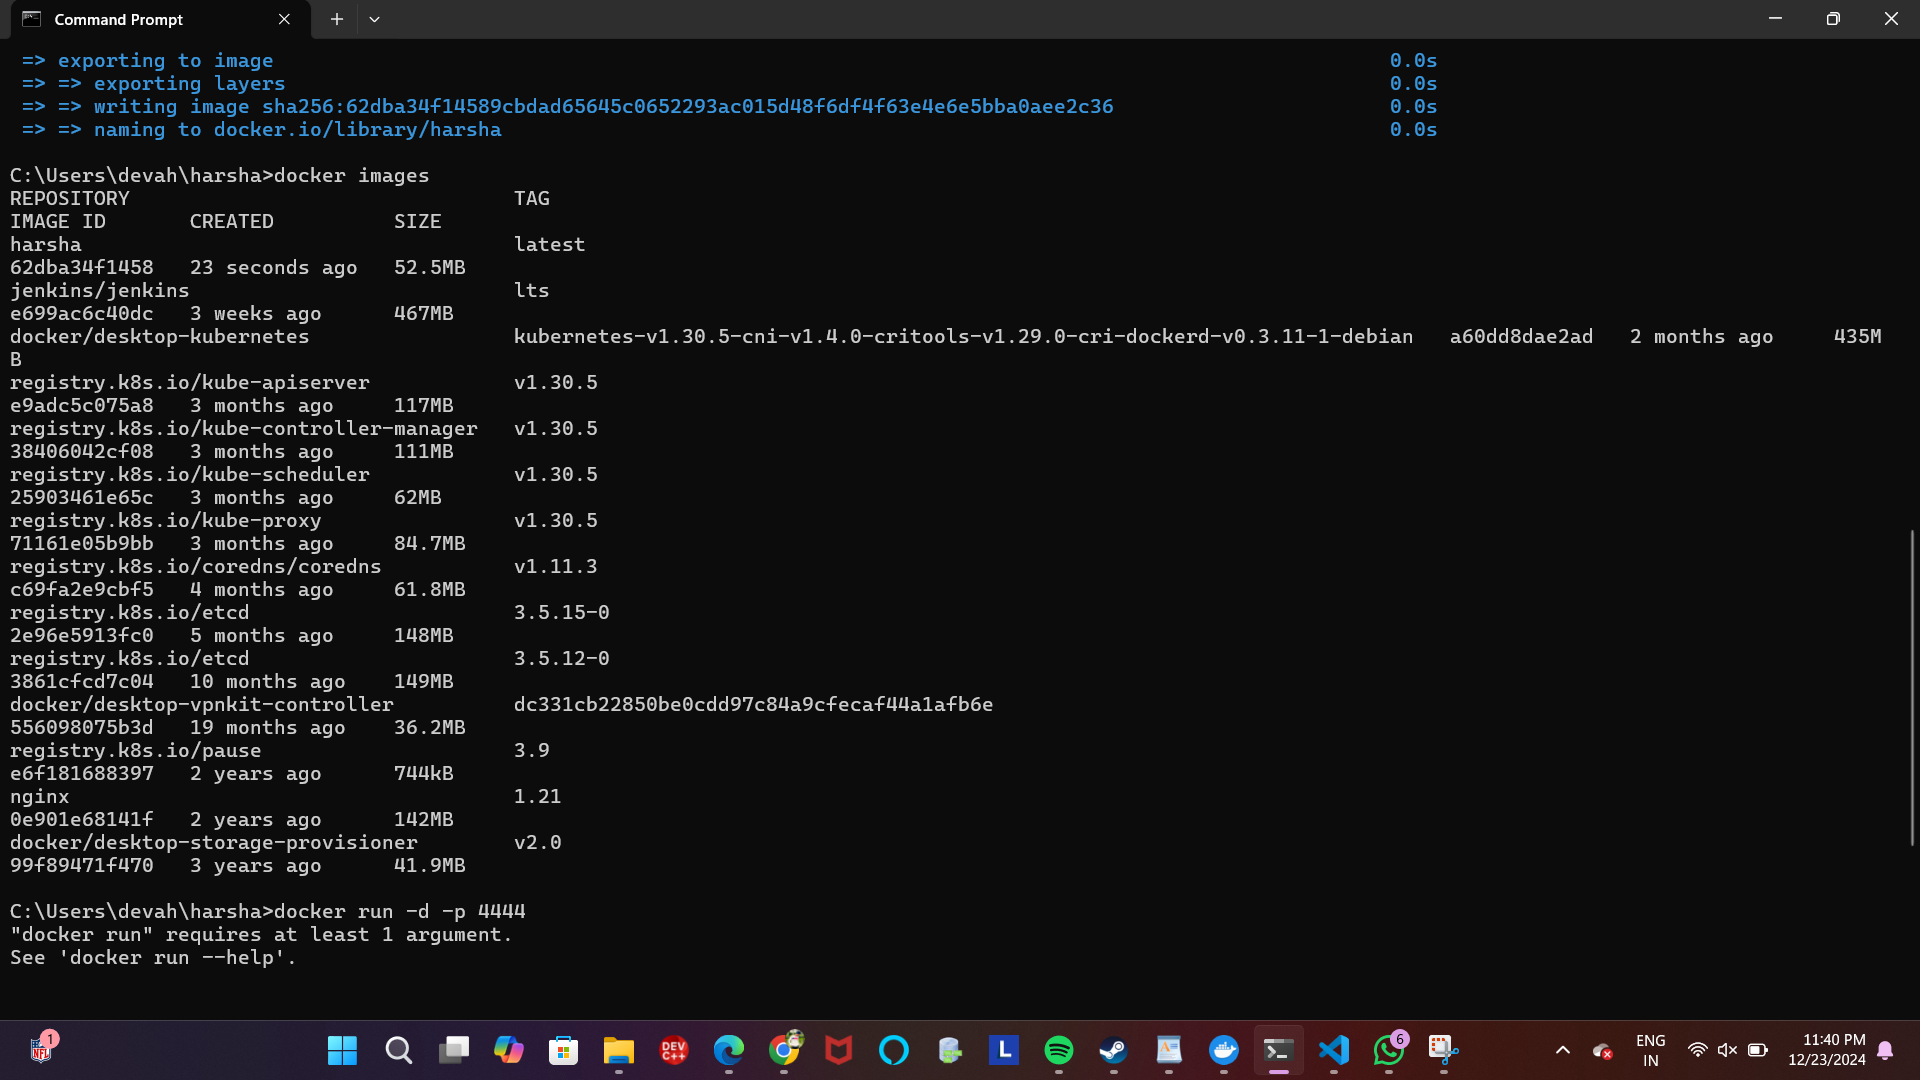 Command Prompt
=> exporting to image 0.0s
=> => exporting layers 0.0s
=> => writing image sha256:62dba34f14589cbdad65645c0652293ac015d48f6df4f63e4e6e5bba0aee2c36 0.0s
=> => naming to docker.io/library/harsha 0.0s
C:\Users\devah\harsha>docker images
REPOSITORY TAG
IMAGE ID CREATED SIZE
harsha latest
62dba34f1458 23 seconds ago 52.5MB
jenkins/jenkins lts
e699ac6c40dc 3 weeks ago 467MB
docker/desktop-kubernetes kubernetes-v1.30.5-cni-v1.4.0-critools-v1.29.0-cri-dockerd-v0.3.11-1-debian a60dd8dae2ad 2 months ago 435M
B
registry.k8s.io/kube-apiserver v1.30.5
e9adc5c075a8 3 months ago 117MB
registry.k8s.io/kube-controller-manager v1.30.5
38406042cf08 3 months ago 111MB
registry.k8s.io/kube-scheduler v1.30.5
25903461e65c 3 months ago 62MB
registry.k8s.io/kube-proxy v1.30.5
71161e05b9bb 3 months ago 84.7MB
registry.k8s.io/coredns/coredns v1.11.3
c69fa2e9cbf5 4 months ago 61.8MB
registry.k8s.io/etcd 3.5.15-0
2e96e5913fc0 5 months ago 148MB
registry.k8s.io/etcd 3.5.12-0
3861cfcd7c04 10 months ago 149MB
docker/desktop-vpnkit-controller dc331cb22850be0cdd97c84a9cfecaf44a1afb6e
556098075b3d 19 months ago 36.2MB
registry.k8s.io/pause 3.9
e6f181688397 2 years ago 744kB
nginx 1.21
0e901e68141f 2 years ago 142MB
docker/desktop-storage-provisioner v2.0
99f89471f470 3 years ago 41.9MB
C:\Users\devah\harsha>docker run -d -p 4444
"docker run" requires at least 1 argument.
See 'docker run --help'.
1
NFL
DEV
C++
L
6
ENG
IN
11:40 PM
12/23/2024